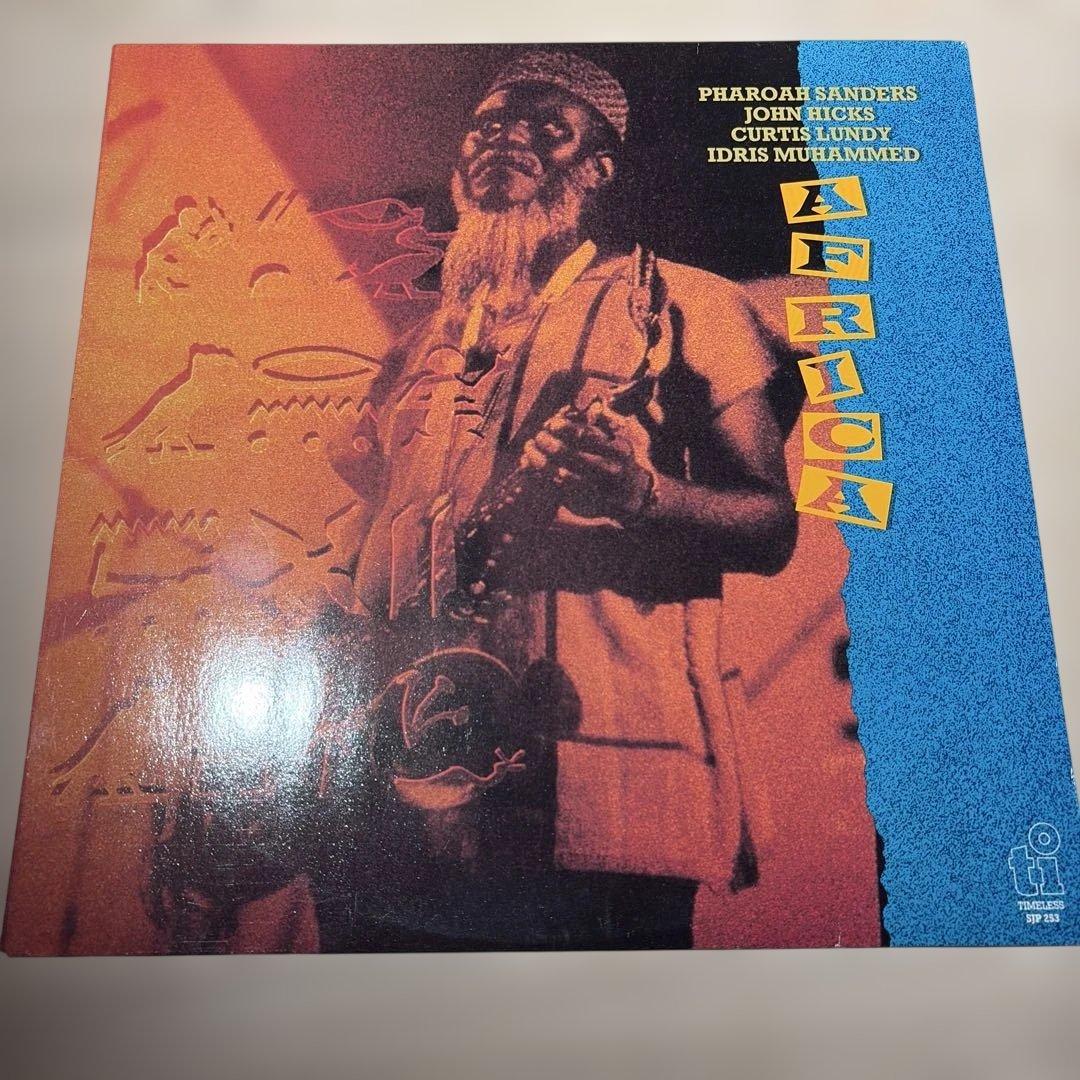 PHAROAH SANDERS
JOHN HICKS
CURTIS LUNDY
IDRIS MUHAMMED
AFRICA
ti
TIMELESS
SJP 253